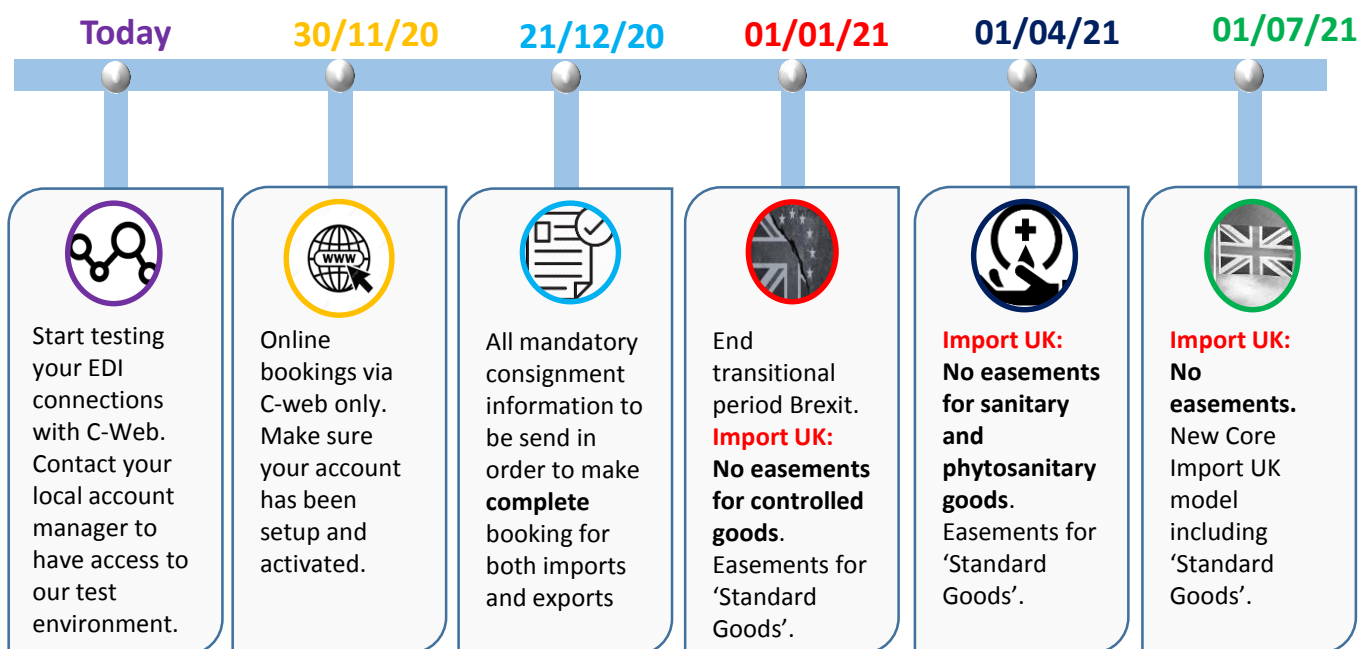 Today
30/11/20
21/12/20
01/01/21
01/04/21
01/07/21
Start testing
your EDI
connections
with C-Web.
Contact your
local account
manager to
have access to
our test
environment.
www
Online
bookings via
C-web only.
Make sure
your account
has been
setup and
activated.
All mandatory
consignment
information to
be send in
order to make
complete
booking for
both imports
and exports
End
transitional
period Brexit.
Import UK:
No easements
for controlled
goods.
Easements for
‘Standard
Goods’.
Import UK:
No easements
for sanitary
and
phytosanitary
goods.
Easements for
‘Standard
Goods’.
Import UK:
No
easements.
New Core
Import UK
model
including
‘Standard
Goods’.